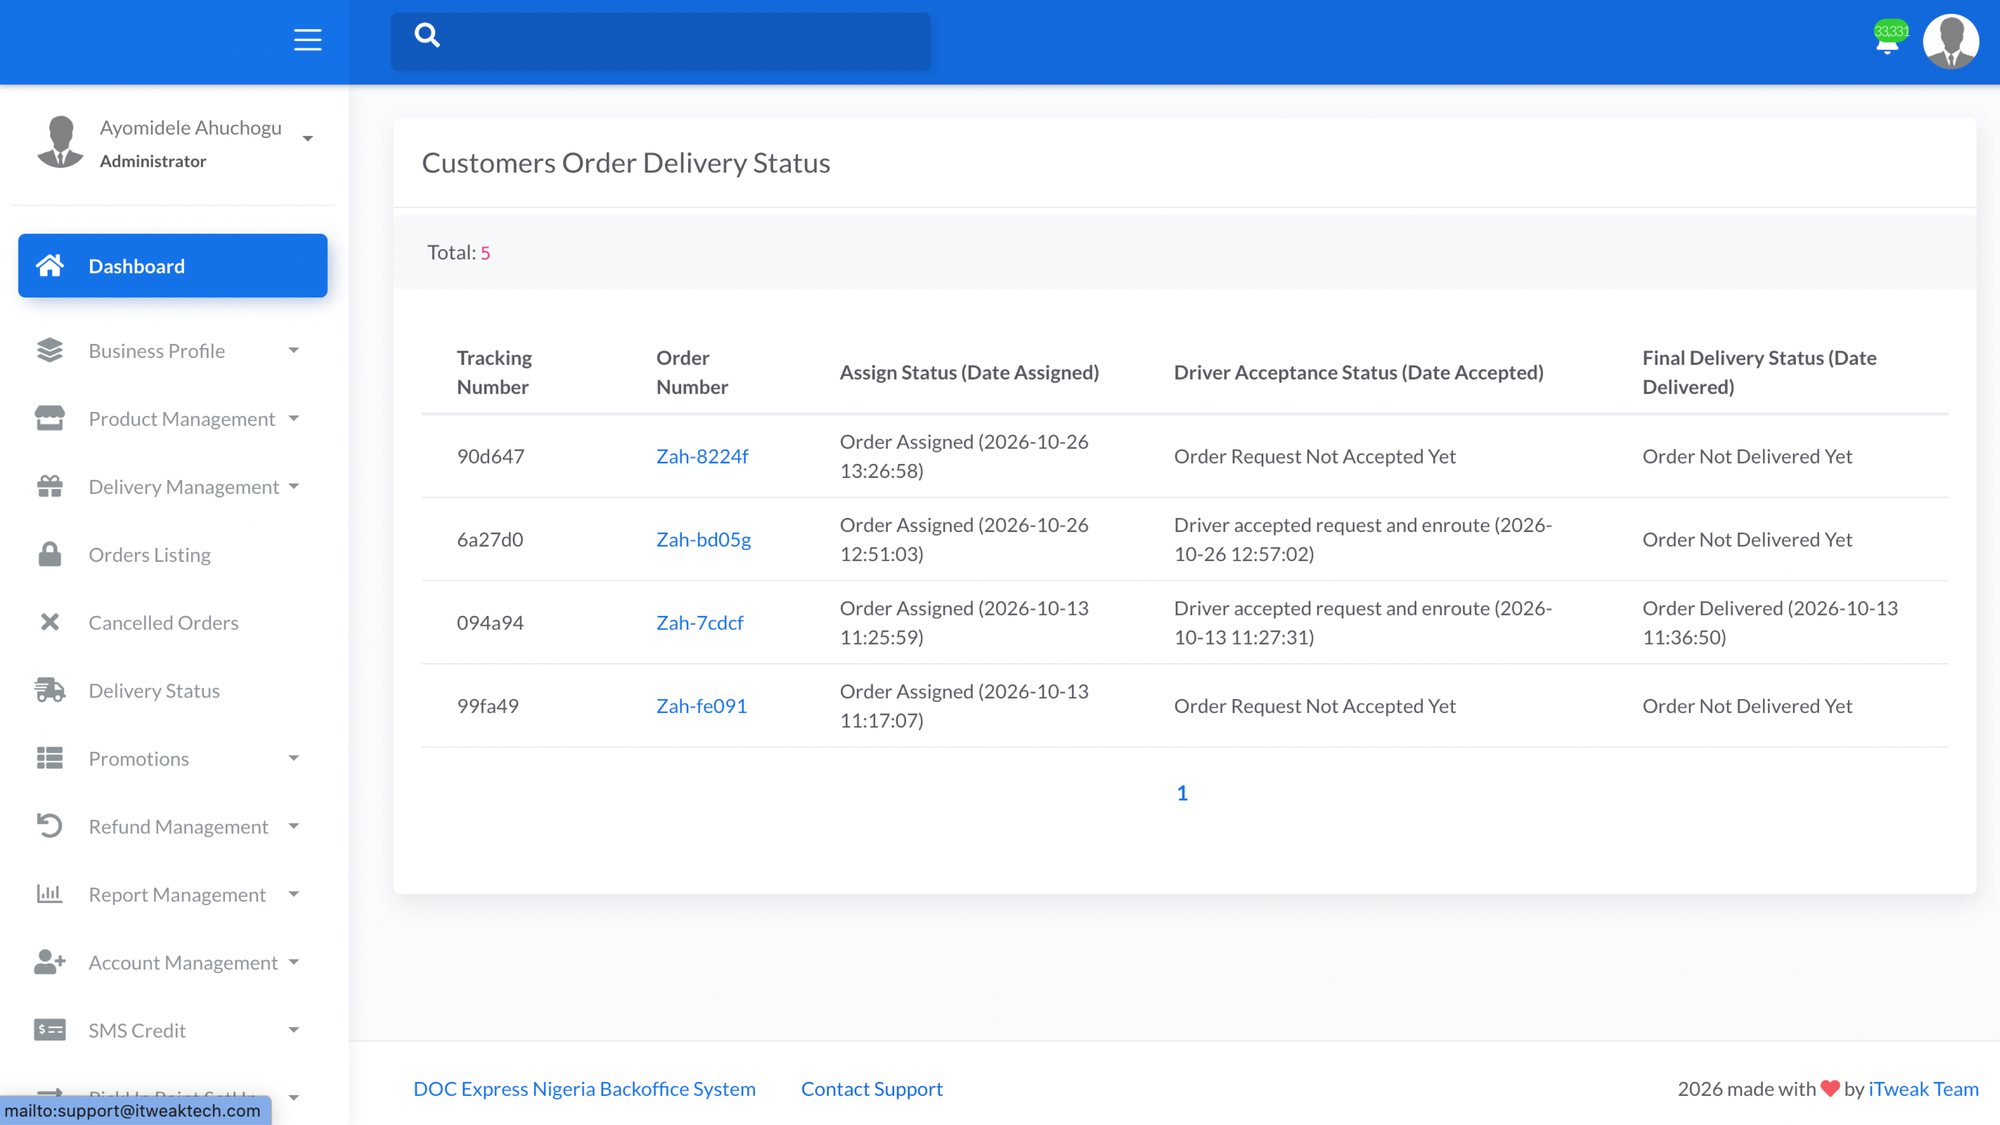 33,331
Ayomidele Ahuchogu
Administrator
Dashboard
Business Profile
Product Management
Delivery Management
Orders Listing
Cancelled Orders
Delivery Status
Promotions
Refund Management
Report Management
Account Management
SMS Credit
PickUp Point SetUp
mailto:support@itweaktech.com
Customers Order Delivery Status
Total: 5
Tracking Number
Order Number
Assign Status (Date Assigned)
Driver Acceptance Status (Date Accepted)
Final Delivery Status (Date Delivered)
90d647
Zah-8224f
Order Assigned (2026-10-26
13:26:58)
Order Request Not Accepted Yet
Order Not Delivered Yet
6a27d0
Zah-bd05g
Order Assigned (2026-10-26
12:51:03)
Driver accepted request and enroute (2026-
10-26 12:57:02)
Order Not Delivered Yet
094a94
Zah-7cdcf
Order Assigned (2026-10-13
11:25:59)
Driver accepted request and enroute (2026-
10-13 11:27:31)
Order Delivered (2026-10-13
11:36:50)
99fa49
Zah-fe091
Order Assigned (2026-10-13
11:17:07)
Order Request Not Accepted Yet
Order Not Delivered Yet
1
DOC Express Nigeria Backoffice System
Contact Support
2026 made with ❤ by iTweak Team